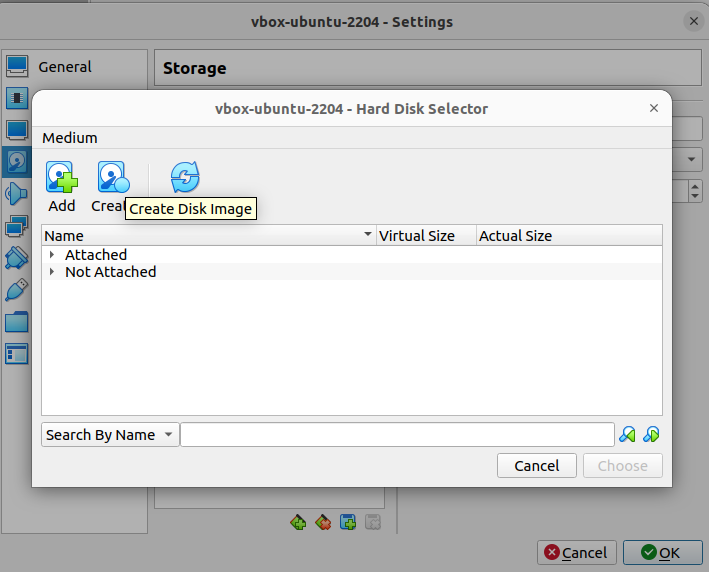 vbox-ubuntu-2204 - Settings
General
Storage
vbox-ubuntu-2204 - Hard Disk Selector
Medium
Add Creat
Create Disk Image
Name Virtual Size Actual Size
Attached
Not Attached
Search By Name
Cancel Choose
Cancel OK